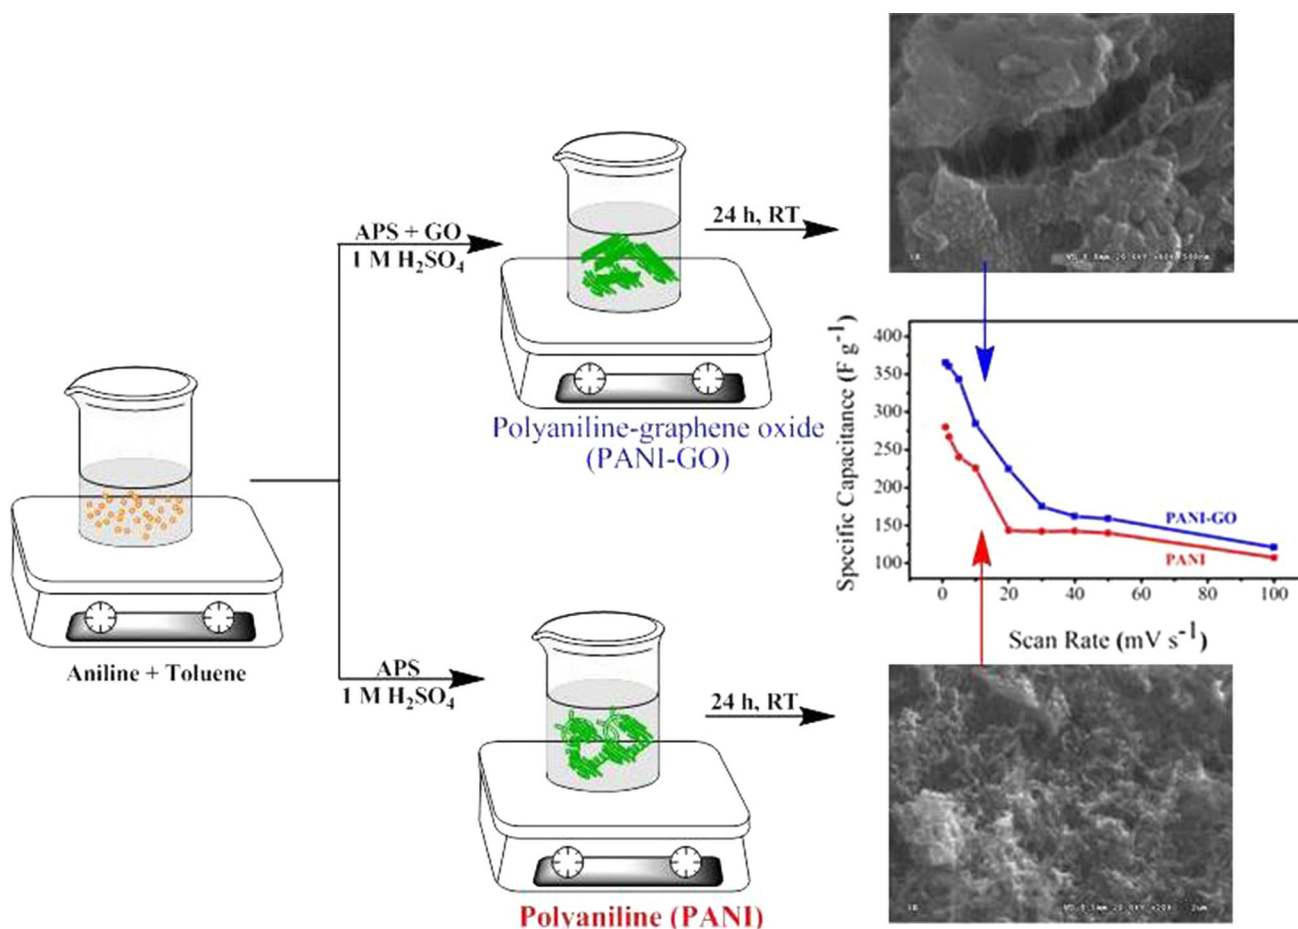 APS + GO
1 M H₂SO₄
24 h, RT
Polyaniline-graphene oxide
(PANI-GO)
Aniline + Toluene
APS
1 M H₂SO₄
24 h, RT
Polyaniline (PANI)
Specific Capacitance (F g⁻¹)
400
350
300
250
200
150
100
PANI-GO
PANI
0
20
40
60
80
100
Scan Rate (mV s⁻¹)